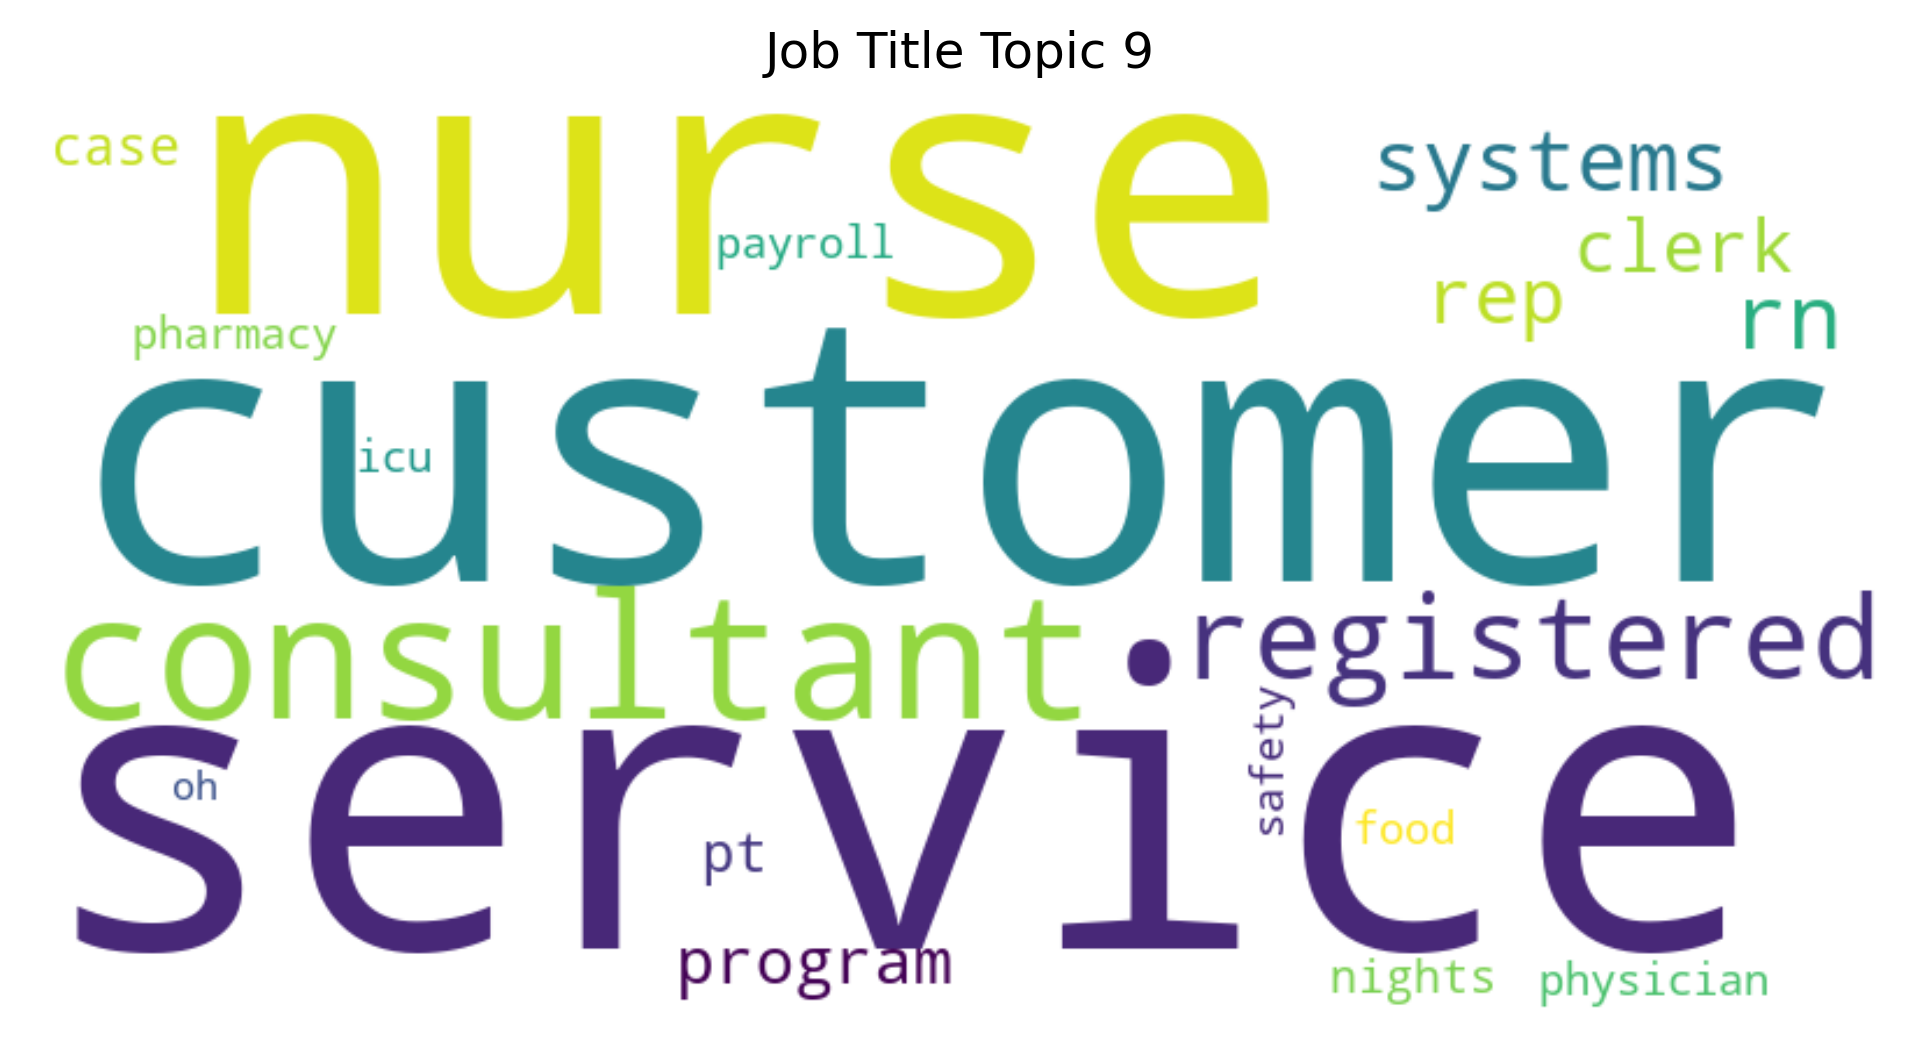 Job Title Topic 9
case
nurse
systems
payroll
clerk
rep
rn
pharmacy
customer
icu
consultant
registered
service
safety
oh
food
pt
program
nights
physician